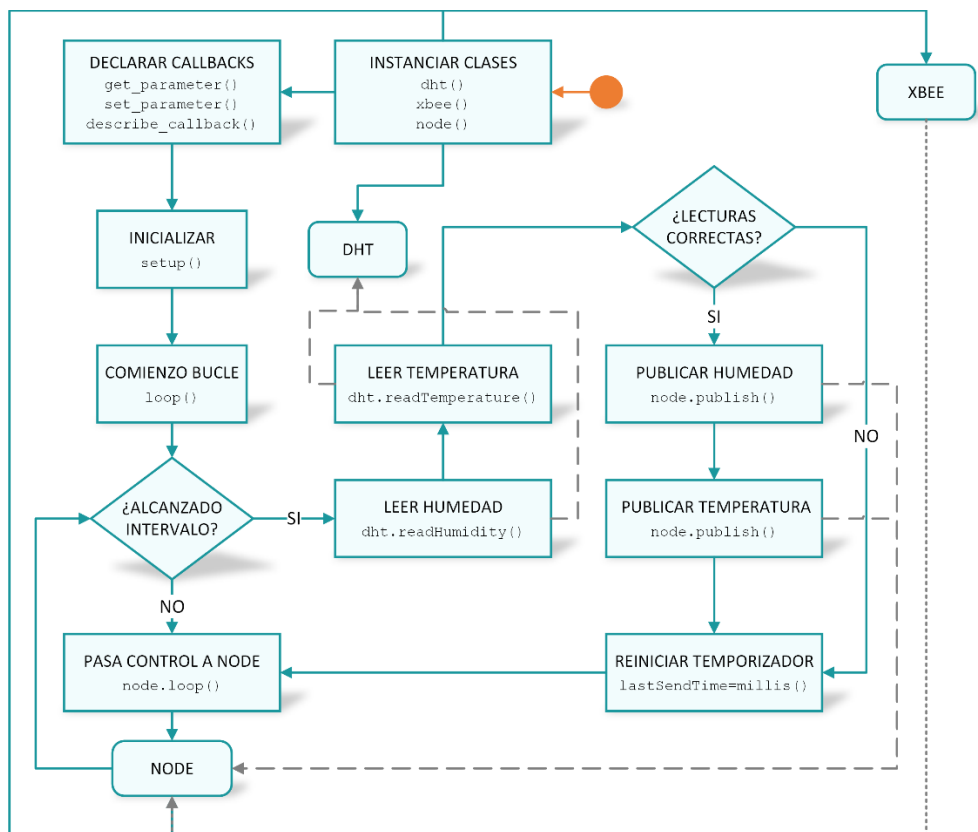 DECLARAR CALLBACKS
get_parameter()
set_parameter()
describe_callback()
INSTANCIAR CLASES
dht()
xbee()
node()
XBEE
INICIALIZAR
setup()
DHT
¿LECTURAS
CORRECTAS?
SI
NO
COMIENZO BUCLE
loop()
LEER TEMPERATURA
dht.readTemperature()
PUBLICAR HUMEDAD
node.publish()
¿ALCANZADO
INTERVALO?
SI
NO
LEER HUMEDAD
dht.readHumidity()
PUBLICAR TEMPERATURA
node.publish()
PASA CONTROL A NODE
node.loop()
REINICIAR TEMPORIZADOR
lastSendTime=millis()
NODE